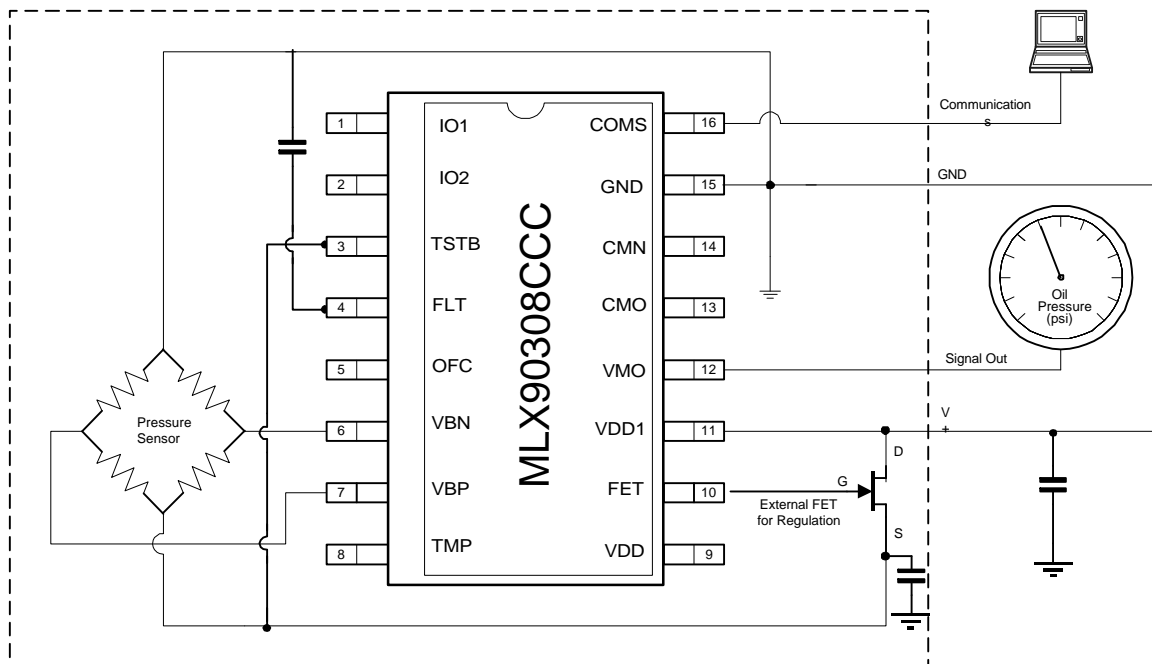 Communication
s
1
IO1
COMS
16
2
IO2
GND
15
GND
3
TSTB
CMN
14
4
FLT
CMO
13
Oil
Pressure
(psi)
5
OFC
VMO
12
Signal Out
MLX90308CCC
Pressure
Sensor
6
VBN
VDD1
11
V
+
D
7
VBP
FET
10
G
External FET
for Regulation
S
8
TMP
VDD
9